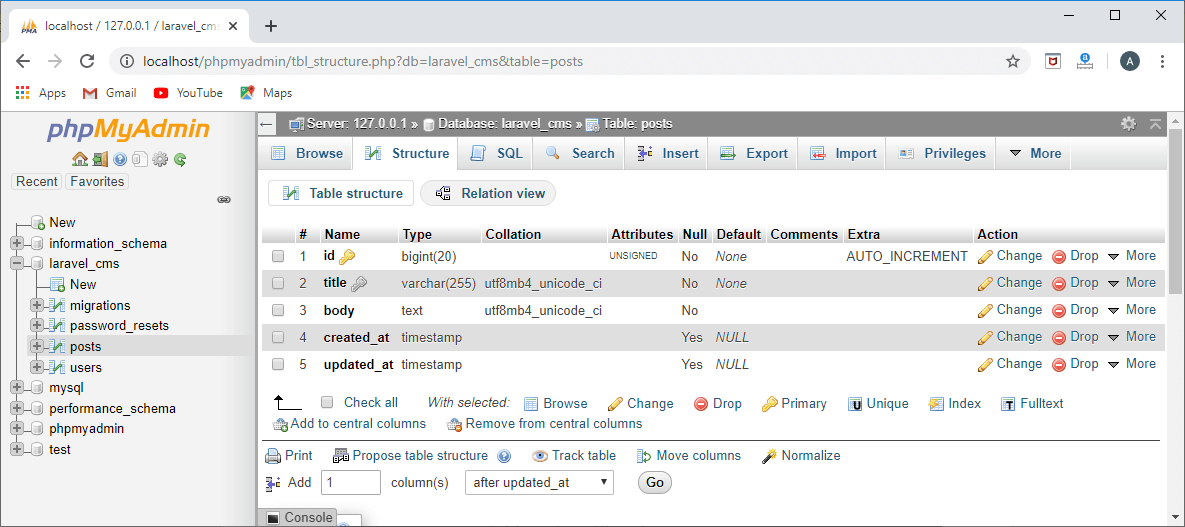 localhost / 127.0.0.1 / laravel_cms
localhost/phpmyadmin/tbl_structure.php?db=laravel_cms&table=posts
A
Apps Gmail YouTube Maps
phpMyAdmin
Recent Favorites
New
information_schema
laravel_cms
New
migrations
password_resets
posts
users
mysql
performance_schema
phpmyadmin
test
Server: 127.0.0.1 » Database: laravel_cms » Table: posts
Browse Structure SQL Search Insert Export Import Privileges More
Table structure Relation view
# Name Type Collation Attributes Null Default Comments Extra Action
1 id bigint(20) UNSIGNED No None AUTO_INCREMENT Change Drop More
2 title varchar(255) utf8mb4_unicode_ci No None Change Drop More
3 body text utf8mb4_unicode_ci No Change Drop More
4 created_at timestamp Yes NULL Change Drop More
5 updated_at timestamp Yes NULL Change Drop More
Check all With selected: Browse Change Drop Primary Unique Index Fulltext
Add to central columns Remove from central columns
Print Propose table structure Track table Move columns Normalize
Add 1 column(s) after updated_at Go
Console